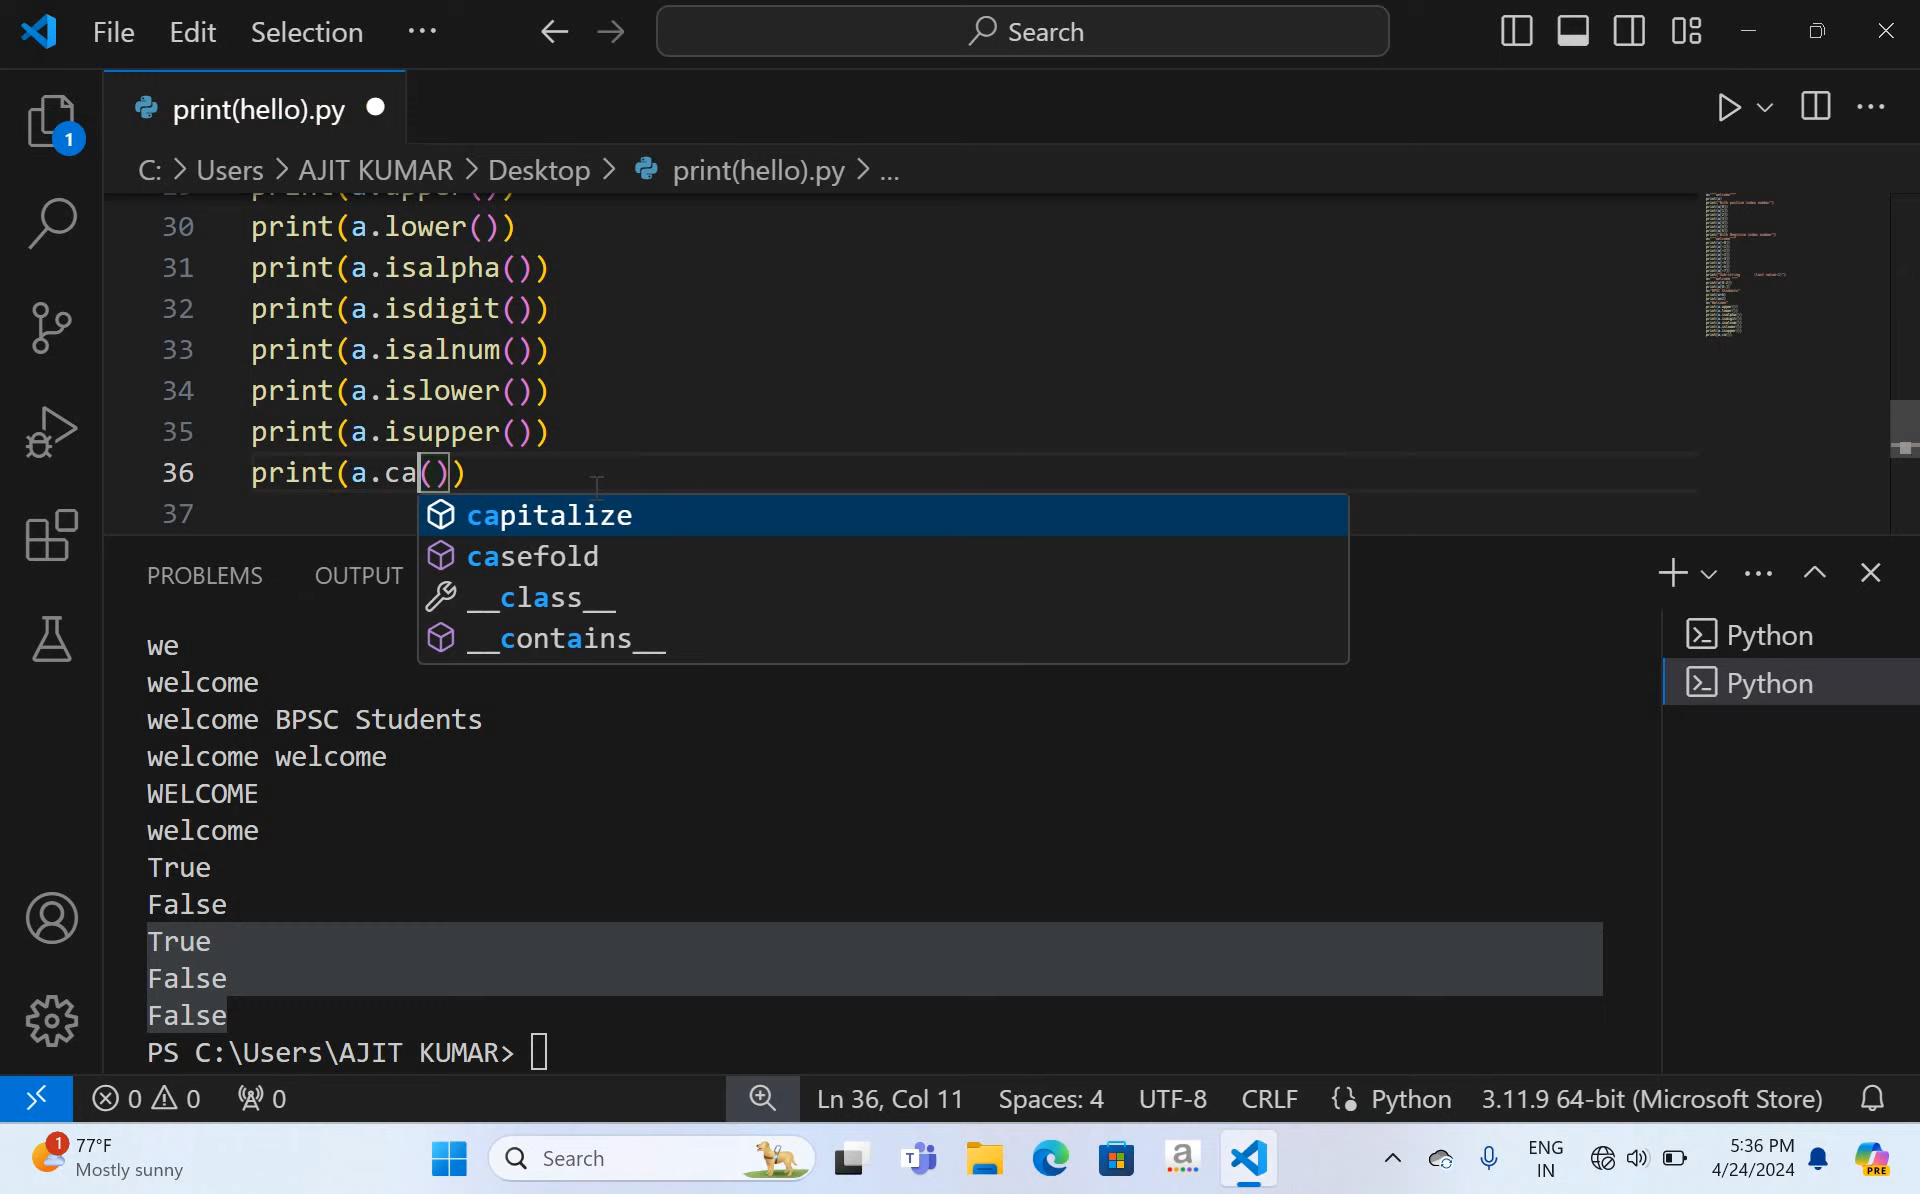 File Edit Selection ... Search
print(hello).py
1
C: > Users > AJIT KUMAR > Desktop > print(hello).py > ...
print(a.upper())
30 print(a.lower())
31 print(a.isalpha())
32 print(a.isdigit())
33 print(a.isalnum())
34 print(a.islower())
35 print(a.isupper())
36 print(a.ca())
37
capitalize
casefold
__class__
__contains__
PROBLEMS OUTPUT
Python
Python
we
welcome
welcome BPSC Students
welcome welcome
WELCOME
welcome
True
False
True
False
False
PS C:\Users\AJIT KUMAR>
0 0 0 Ln 36, Col 11 Spaces: 4 UTF-8 CRLF Python 3.11.9 64-bit (Microsoft Store)
1 77°F
Mostly sunny
Search
ENG
IN
5:36 PM
4/24/2024
PRE